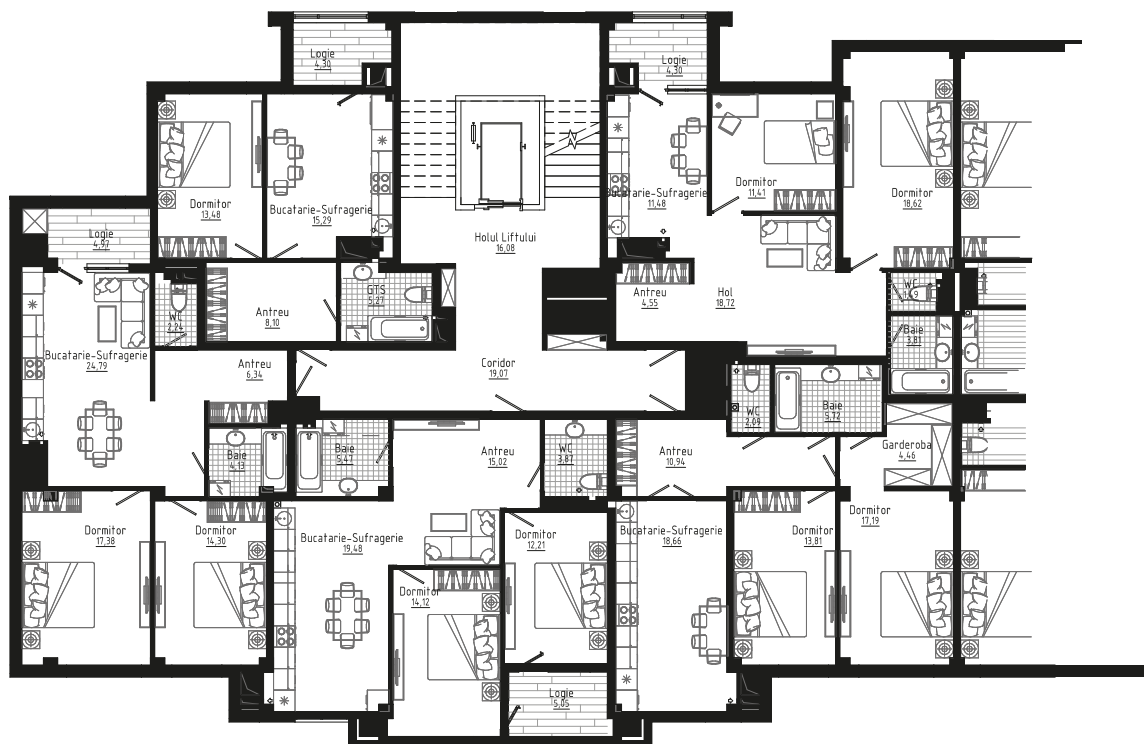 Logie
4,30
Logie
4,30
Dormitor
13,48
Bucatarie-Sufragerie
15,29
Bucatarie-Sufragerie
11,48
Dormitor
11,41
Dormitor
18,62
Logie
4,97
Holul Liftului
16,08
GTS
5,27
Antreu
4,55
Hol
18,72
WC
1,49
WC
2,24
Antreu
8,10
Baie
3,81
Bucatarie-Sufragerie
24,79
Antreu
6,34
Coridor
19,07
WC
2,09
Baie
5,72
Baie
4,13
Baie
5,47
Antreu
15,02
WC
3,87
Antreu
10,94
Garderoba
4,46
Dormitor
17,38
Dormitor
14,30
Bucatarie-Sufragerie
19,48
Dormitor
12,21
Bucatarie-Sufragerie
18,66
Dormitor
13,81
Dormitor
17,19
Dormitor
14,12
Logie
5,05